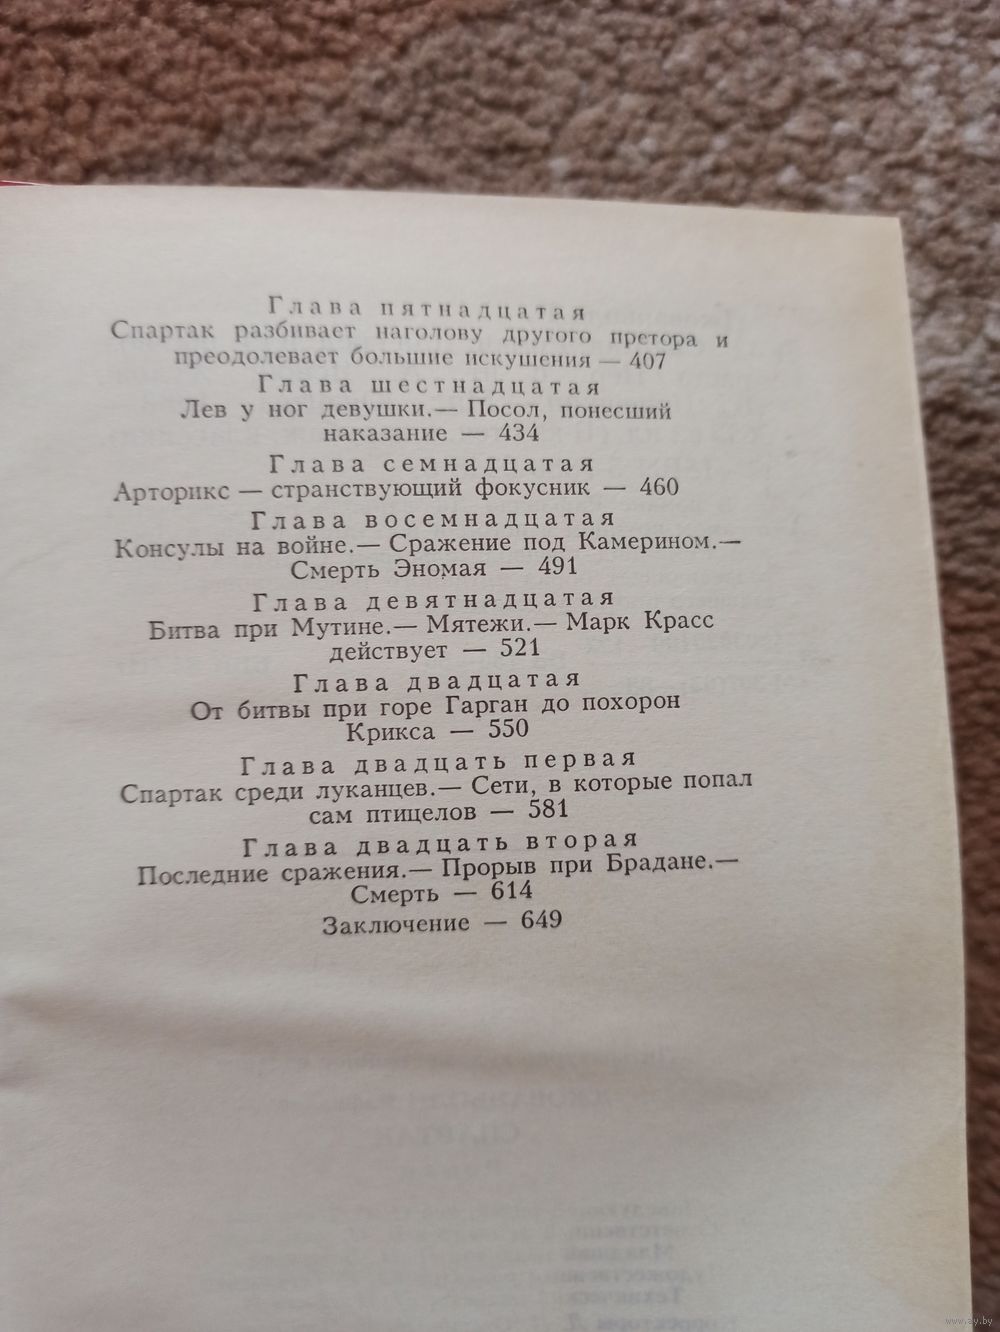 Глава пятнадцатая
Спартак разбивает наголову другого претора и
преодолевает большие искушения — 407
Глава шестнадцатая
Лев у ног девушки.— Посол, понесший
наказание — 434
Глава семнадцатая
Арторикс — странствующий фокусник — 460
Глава восемнадцатая
Консулы на войне.— Сражение под Камерином.—
Смерть Эномая — 491
Глава девятнадцатая
Битва при Мутине.— Мятежи.— Марк Красс
действует — 521
Глава двадцатая
От битвы при горе Гарган до похорон
Крикса — 550
Глава двадцать первая
Спартак среди луканцев.— Сети, в которые попал
сам птицелов — 581
Глава двадцать вторая
Последние сражения.— Прорыв при Брадане.—
Смерть — 614
Заключение — 649
www.ay.by